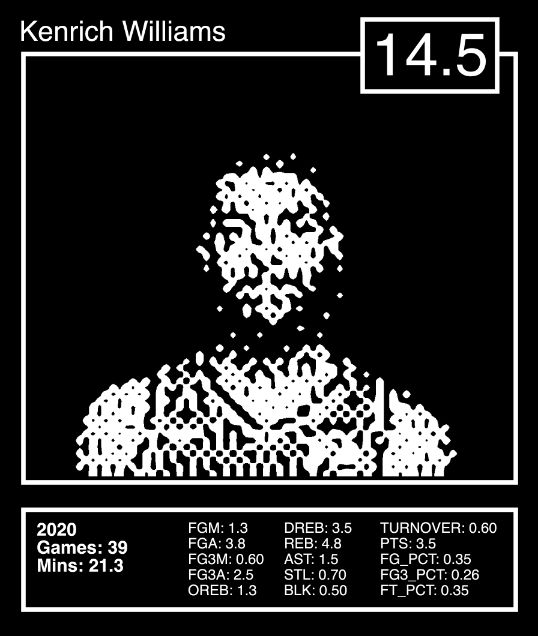 Kenrich Williams
14.5
2020
Games: 39
Mins: 21.3
FGM: 1.3
FGA: 3.8
FG3M: 0.60
FG3A: 2.5
OREB: 1.3
DREB: 3.5
REB: 4.8
AST: 1.5
STL: 0.70
BLK: 0.50
TURNOVER: 0.60
PTS: 3.5
FG_PCT: 0.35
FG3_PCT: 0.26
FT_PCT: 0.35